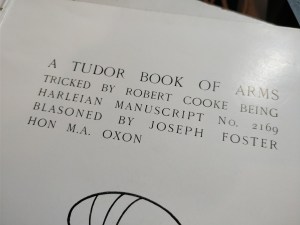 A TUDOR BOOK OF ARMS
TRICKED BY ROBERT COOKE BEING
HARLEIAN MANUSCRIPT No. 2169
BLASONED BY JOSEPH FOSTER
HON M.A. OXON